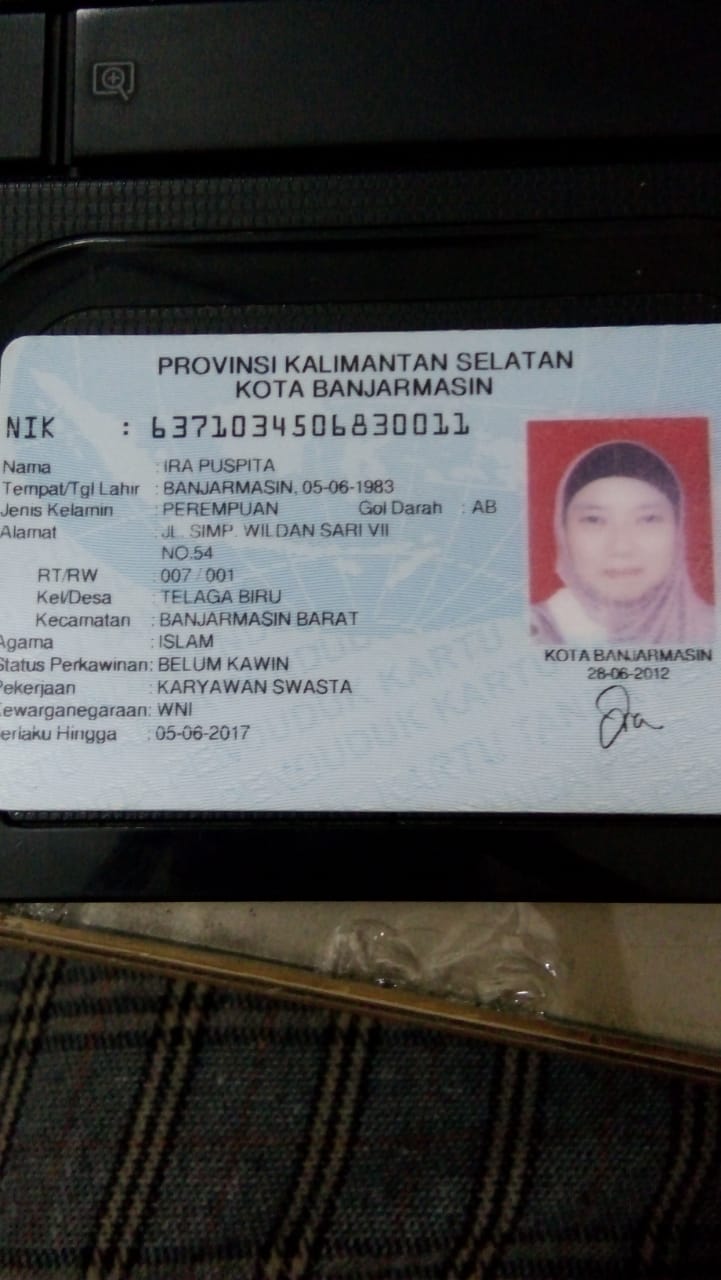 PROVINSI KALIMANTAN SELATAN
KOTA BANJARMASIN
NIK : 6371034506830011
Nama : IRA PUSPITA
Tempat/Tgl Lahir : BANJARMASIN, 05-06-1983
Jenis Kelamin : PEREMPUAN Gol Darah : AB
Alamat : JL. SIMP. WILDAN SARI VII
NO.54
RT/RW : 007 / 001
Kel/Desa : TELAGA BIRU
Kecamatan : BANJARMASIN BARAT
Agama : ISLAM
Status Perkawinan: BELUM KAWIN
Pekerjaan : KARYAWAN SWASTA
Kewarganegaraan: WNI
erlaku Hingga : 05-06-2017
KOTA BANJARMASIN
28-06-2012
Ira